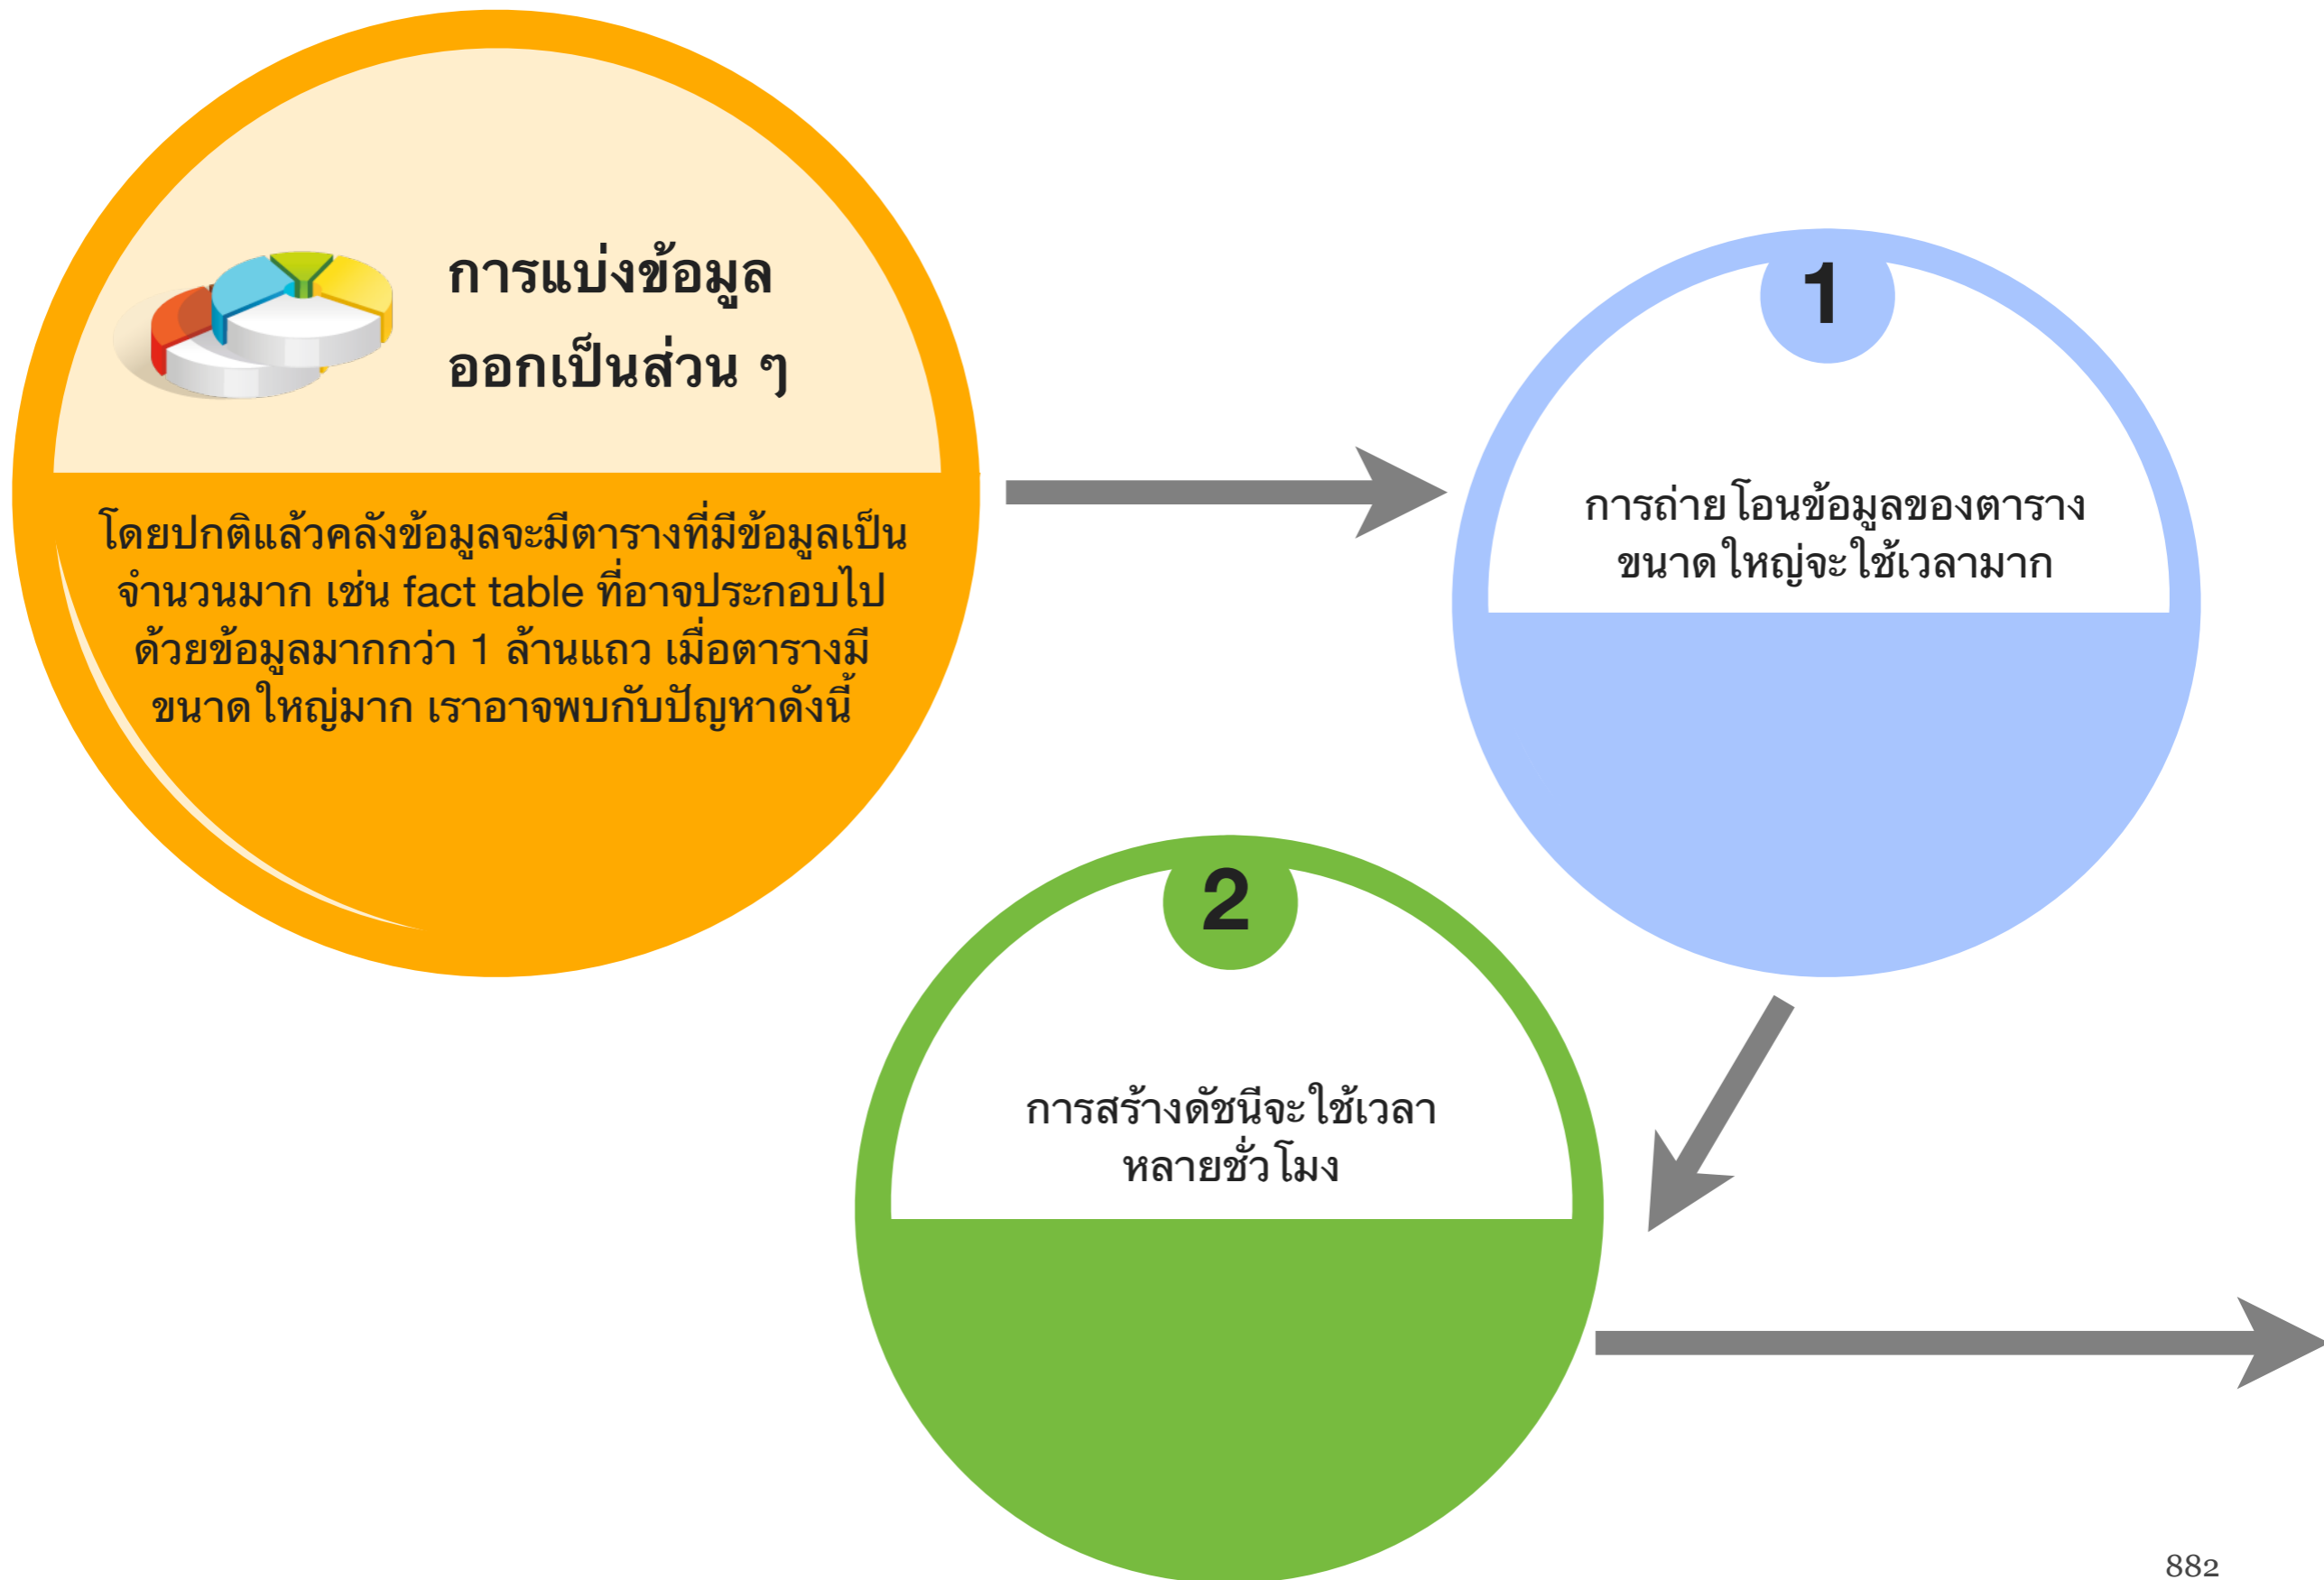 การแบ่งข้อมูล
ออกเป็นส่วน ๆ
โดยปกติแล้วคลังข้อมูลจะมีตารางที่มีข้อมูลเป็น
จำนวนมาก เช่น fact table ที่อาจประกอบไป
ด้วยข้อมูลมากกว่า 1 ล้านแถว เมื่อตารางมี
ขนาดใหญ่มาก เราอาจพบกับปัญหาดังนี้
1
การถ่ายโอนข้อมูลของตาราง
ขนาดใหญ่จะใช้เวลามาก
2
การสร้างดัชนีจะใช้เวลา
หลายชั่วโมง
882